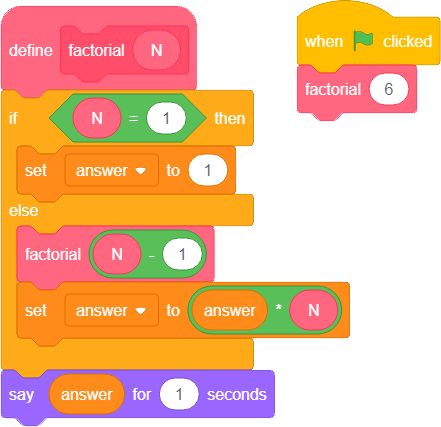 define factorial N
if N = 1 then
set answer to 1
else
factorial N - 1
set answer to answer * N
say answer for 1 seconds
when clicked
factorial 6